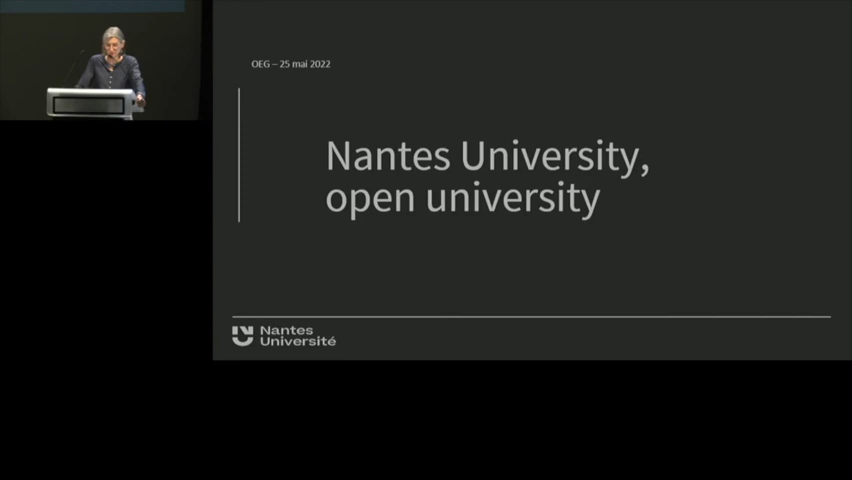 OEG – 25 mai 2022
Nantes University,
open university
Nantes
Université